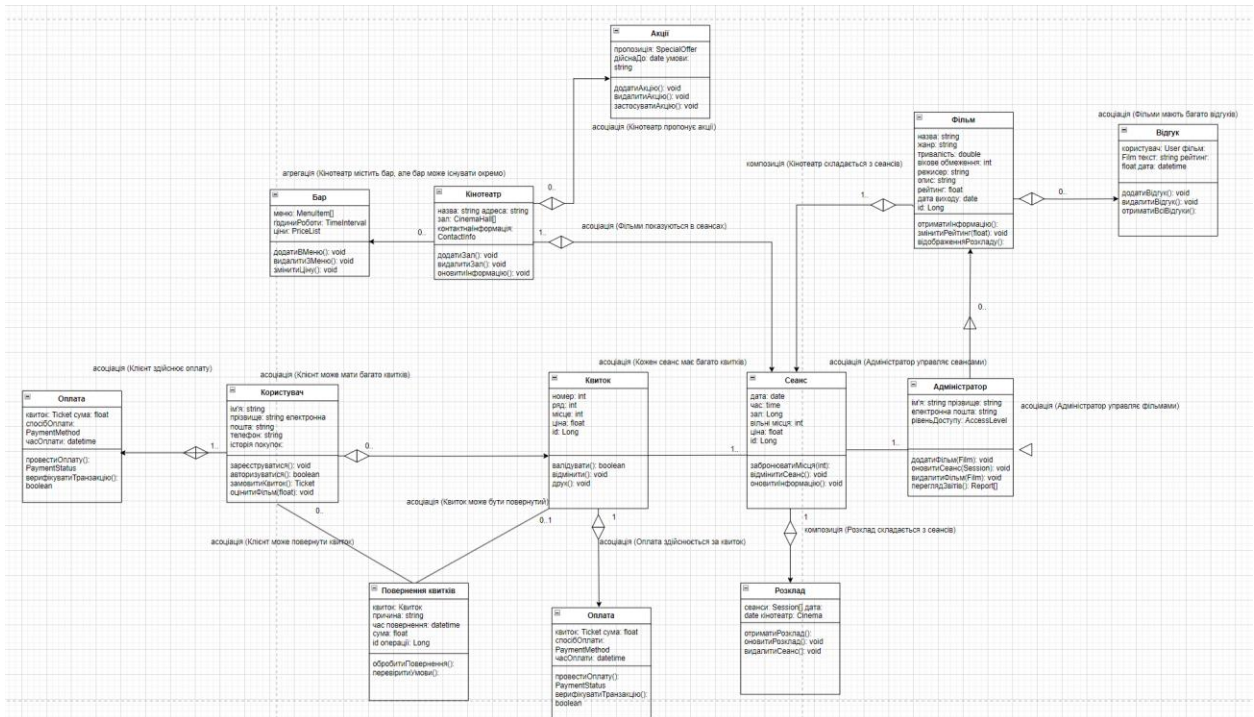 Акції
пропозиція: SpecialOffer
дійснаДо: date умови:
string
додатиАкцію(): void
видалитиАкцію(): void
застосуватиАкцію(): void
асоціація (Кінотеатр пропонує акції)
Фільм
назва: string
жанр: string
тривалість: double
вікове обмеження: int
режисер: string
опис: string
рейтинг: float
дата виходу: date
id: Long
отриматиІнформацію():
змінитиРейтинг(float): void
відображенняРозкладу():
асоціація (Фільми мають багато відгуків)
Відгук
користувач: User фільм:
Film текст: string рейтинг:
float дата: datetime
додатиВідгук(): void
видалитиВідгук(): void
отриматиВсіВідгуки():
0..
композиція (Кінотеатр складається з сеансів)
1..
агрегація (Кінотеатр містить бар, але бар може існувати окремо)
Бар
меню: MenuItem[]
годиниРоботи: TimeInterval
ціни: PriceList
додатиВМеню(): void
видалитиЗМеню(): void
змінитиЦіну(): void
0..
Кінотеатр
назва: string адреса: string
зал: CinemaHall[]
контактнаІнформація:
ContactInfo
додатиЗал(): void
видалитиЗал(): void
оновитиІнформацію(): void
0..
1..
асоціація (Фільми показуються в сеансах)
0..
асоціація (Клієнт здійснює оплату)
Оплата
квиток: Ticket сума: float
спосібОплати:
PaymentMethod
часОплати: datetime
провестиОплату():
PaymentStatus
верифікуватиТранзакцію():
boolean
1..
асоціація (Клієнт може мати багато квитків)
Користувач
ім'я: string
прізвище: string електронна
пошта: string
телефон: string
історія покупок:
зареєструватися(): void
авторизуватися(): boolean
замовитиКвиток(): Ticket
оцінитиФільм(float): void
0..
0..
асоціація (Кожен сеанс має багато квитків)
Квиток
номер: int
ряд: int
місце: int
ціна: float
id: Long
валідувати(): boolean
відмінити(): void
друк(): void
1..
0..1
1
Сеанс
дата: date
час: time
зал: Long
вільні місця: int
ціна: float
id: Long
забронюватиМісця(int):
відмінитиСеанс(): void
оновитиІнформацію(): void
1..
1
асоціація (Адміністратор управляє сеансами)
Адміністратор
ім'я: string прізвище: string
електронна пошта: string
рівеньДоступу: AccessLevel
додатиФільм(Film): void
оновитиСеанс(Session): void
видалитиФільм(Film): void
переглядЗвітів(): Report[]
асоціація (Адміністратор управляє фільмами)
асоціація (Квиток може бути повернутий)
асоціація (Клієнт може повернути квиток)
асоціація (Оплата здійснюється за квиток)
композиція (Розклад складається з сеансів)
Повернення квитків
квиток: Квиток
причина: string
час повернення: datetime
сума: float
id операції: Long
обробитиПовернення():
перевіритиУмови():
Оплата
квиток: Ticket сума: float
спосібОплати:
PaymentMethod
часОплати: datetime
провестиОплату():
PaymentStatus
верифікуватиТранзакцію():
boolean
Розклад
сеанси: Session[] дата:
date кінотеатр: Cinema
отриматиРозклад():
оновитиРозклад(): void
видалитиСеанс(): void